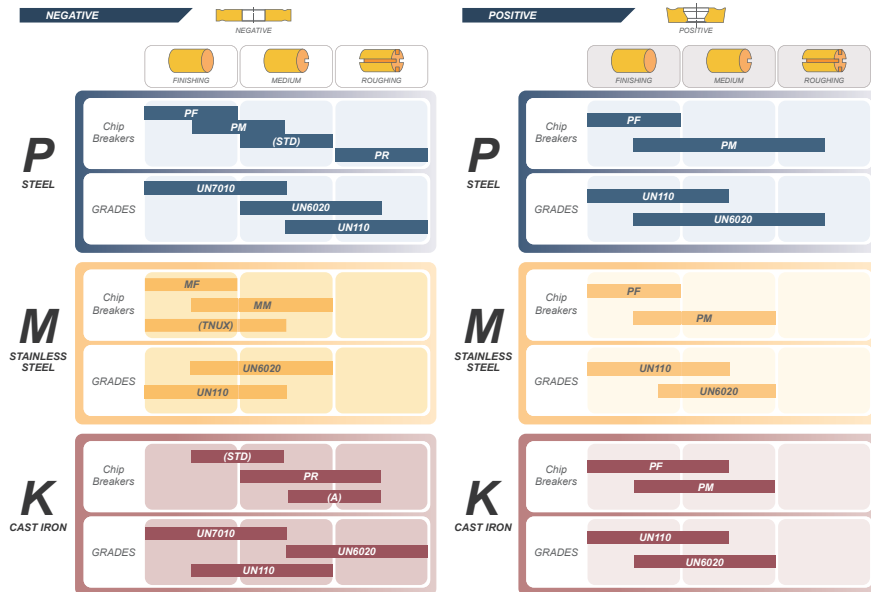 NEGATIVE
NEGATIVE
FINISHING
MEDIUM
ROUGHING
P
STEEL
Chip
Breakers
PF
PM
(STD)
PR
GRADES
UN7010
UN6020
UN110
M
STAINLESS
STEEL
Chip
Breakers
MF
MM
(TNUX)
GRADES
UN6020
UN110
K
CAST IRON
Chip
Breakers
(STD)
PR
(A)
GRADES
UN7010
UN6020
UN110
POSITIVE
POSITIVE
FINISHING
MEDIUM
ROUGHING
P
STEEL
Chip
Breakers
PF
PM
GRADES
UN110
UN6020
M
STAINLESS
STEEL
Chip
Breakers
PF
PM
GRADES
UN110
UN6020
K
CAST IRON
Chip
Breakers
PF
PM
GRADES
UN110
UN6020